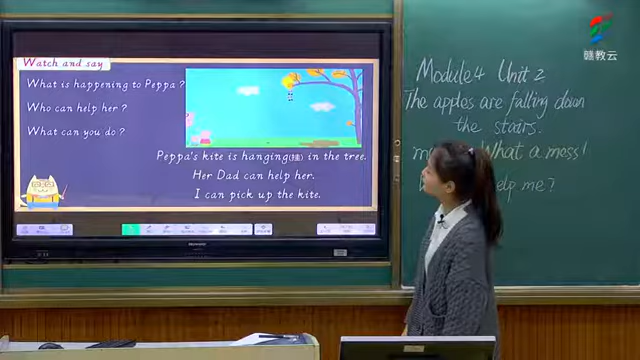 Watch and say
What is happening to Peppa?
Who can help her?
What can you do?
Peppa's kite is hanging(挂) in the tree.
Her Dad can help her.
I can pick up the kite.
赣教云
Module 4 Unit 2
The apples are falling down
the stairs.
What a mess!
help me?